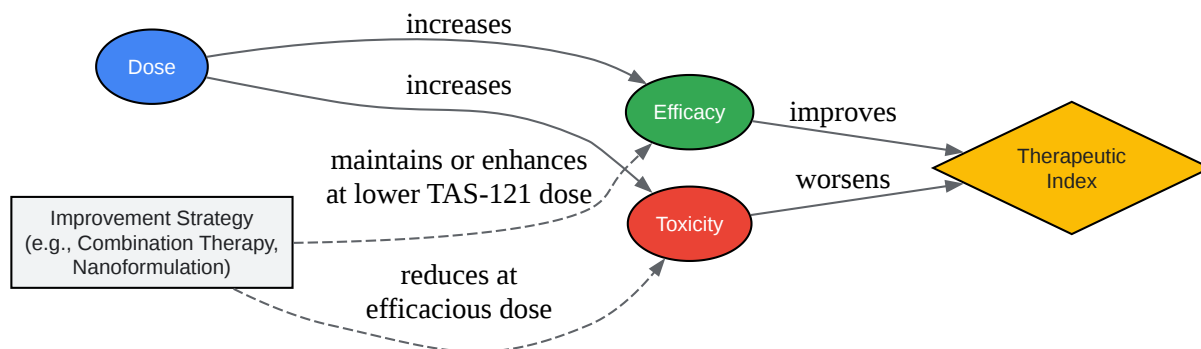 increases
Dose
increases
Efficacy
improves
maintains or enhances
at lower TAS-121 dose
Therapeutic
Index
worsens
Improvement Strategy
(e.g., Combination Therapy,
Nanoformulation)
Toxicity
reduces at
efficacious dose